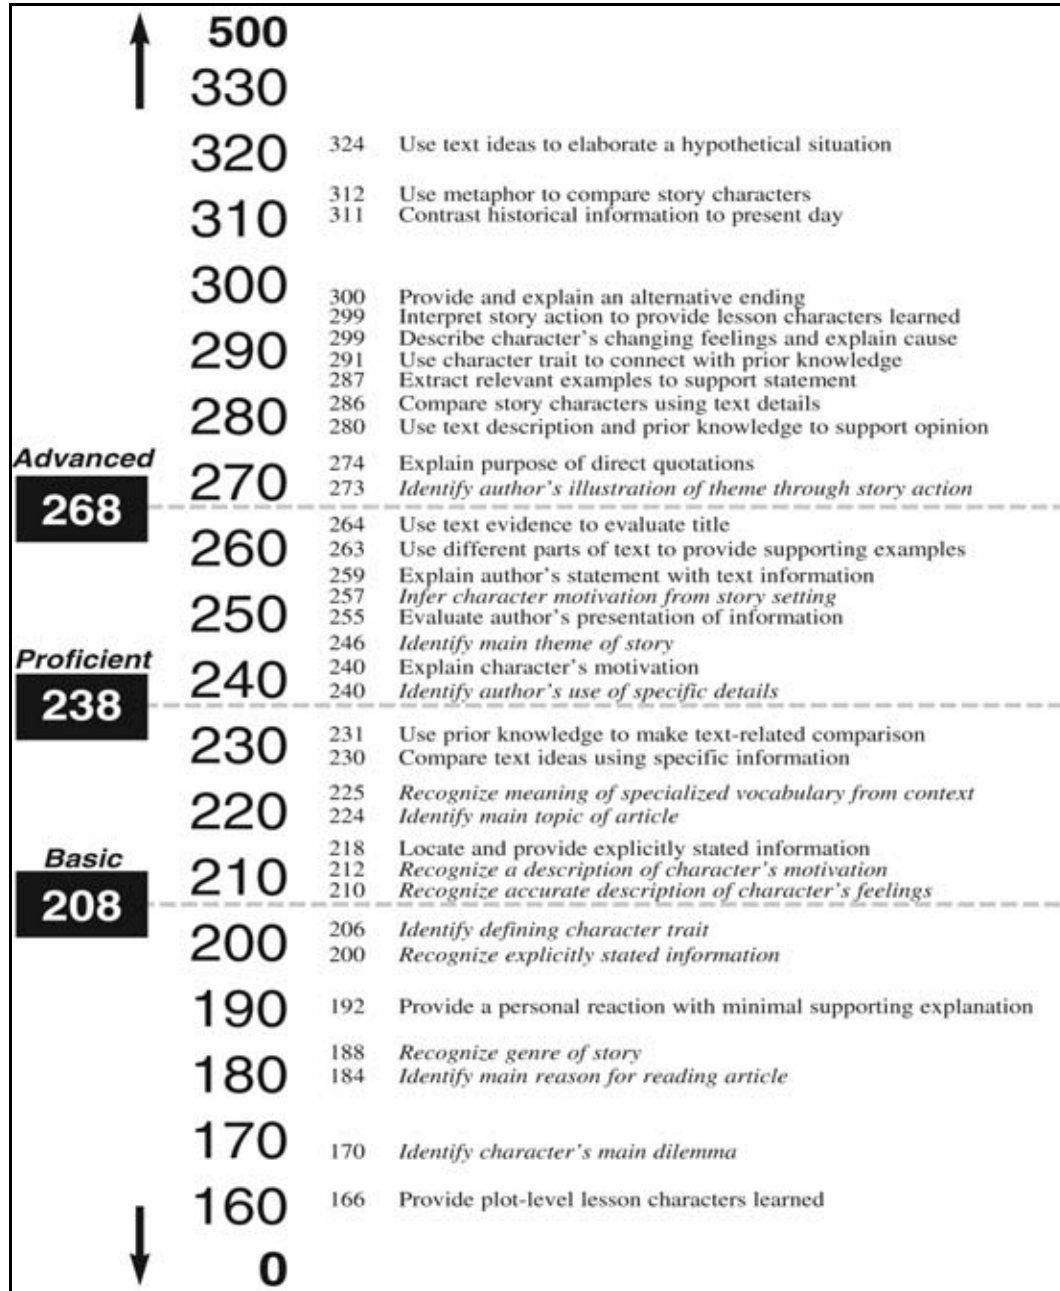 500
330
320
324 Use text ideas to elaborate a hypothetical situation
312 Use metaphor to compare story characters
310
311 Contrast historical information to present day
300
300 Provide and explain an alternative ending
299 Interpret story action to provide lesson characters learned
290
299 Describe character's changing feelings and explain cause
291 Use character trait to connect with prior knowledge
287 Extract relevant examples to support statement
280
286 Compare story characters using text details
280 Use text description and prior knowledge to support opinion
Advanced
268
270
274 Explain purpose of direct quotations
273 Identify author's illustration of theme through story action
264 Use text evidence to evaluate title
260
263 Use different parts of text to provide supporting examples
259 Explain author's statement with text information
257 Infer character motivation from story setting
250
255 Evaluate author's presentation of information
246 Identify main theme of story
Proficient
238
240
240 Explain character's motivation
240 Identify author's use of specific details
230
231 Use prior knowledge to make text-related comparison
230 Compare text ideas using specific information
225 Recognize meaning of specialized vocabulary from context
220
224 Identify main topic of article
218 Locate and provide explicitly stated information
Basic
208
210
212 Recognize a description of character's motivation
210 Recognize accurate description of character's feelings
206 Identify defining character trait
200
200 Recognize explicitly stated information
190
192 Provide a personal reaction with minimal supporting explanation
188 Recognize genre of story
180
184 Identify main reason for reading article
170
170 Identify character's main dilemma
160
166 Provide plot-level lesson characters learned
0